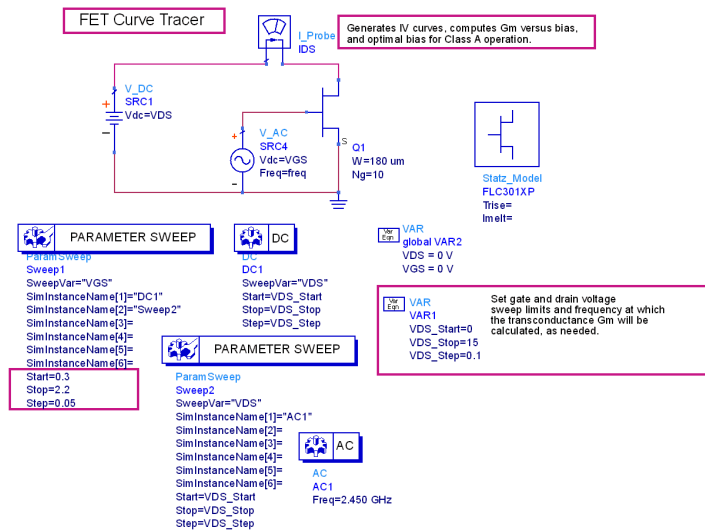 FET Curve Tracer
I_Probe
IDS
Generates IV curves, computes Gm versus bias,
and optimal bias for Class A operation.
+
V_DC
SRC1
Vdc=VDS
–
+
V_AC
SRC4
Vdc=VGS
Freq=freq
-
S
Q1
W=180 um
Ng=10
Statz_Model
FLC301XP
Trise=
Imelt=
PARAMETER SWEEP
ParamSweep
Sweep1
SweepVar="VGS"
SimInstanceName[1]="DC1"
SimInstanceName[2]="Sweep2"
SimInstanceName[3]=
SimInstanceName[4]=
SimInstanceName[5]=
SimInstanceName[6]=
Start=0.3
Stop=2.2
Step=0.05
DC
DC
DC1
SweepVar="VDS"
Start=VDS_Start
Stop=VDS_Stop
Step=VDS_Step
Var
Eqn
VAR
global VAR2
VDS = 0 V
VGS = 0 V
Var
Eqn
VAR
VAR1
VDS_Start=0
VDS_Stop=15
VDS_Step=0.1
Set gate and drain voltage
sweep limits and frequency at which
the transconductance Gm will be
calculated, as needed.
PARAMETER SWEEP
ParamSweep
Sweep2
SweepVar="VDS"
SimInstanceName[1]="AC1"
SimInstanceName[2]=
SimInstanceName[3]=
SimInstanceName[4]=
SimInstanceName[5]=
SimInstanceName[6]=
Start=VDS_Start
Stop=VDS_Stop
Step=VDS_Step
AC
AC
AC1
Freq=2.450 GHz